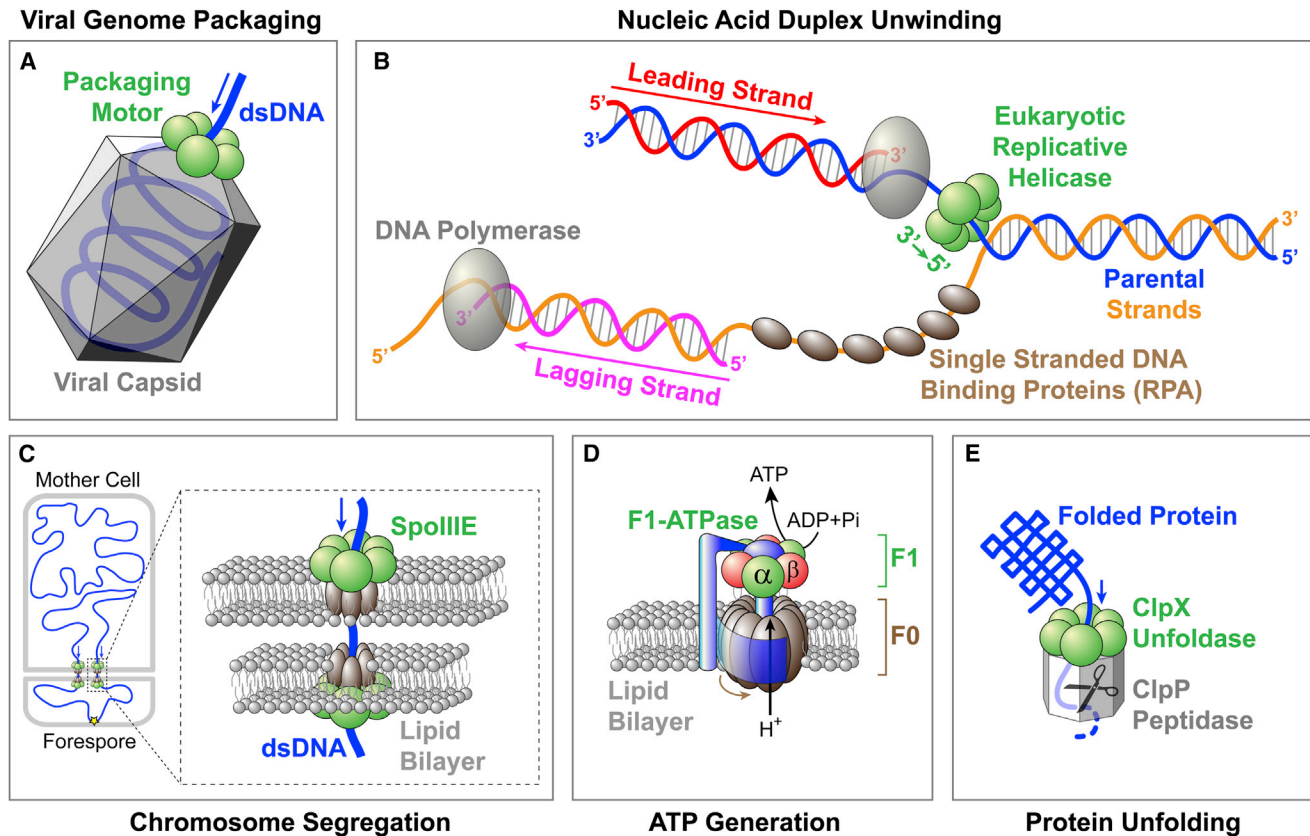 Viral Genome Packaging
Nucleic Acid Duplex Unwinding
A
Packaging
Motor
dsDNA
Viral Capsid
B
Leading Strand
5’
3’
3’
Eukaryotic
Replicative
Helicase
3’→5’
DNA Polymerase
3’
5’
Parental
Strands
3’
5’
5’
Lagging Strand
Single Stranded DNA
Binding Proteins (RPA)
C
Mother Cell
Forespore
SpoIIIE
dsDNA
Lipid
Bilayer
D
ATP
F1-ATPase
ADP+Pi
α
β
F1
F0
Lipid
Bilayer
H+
E
Folded Protein
ClpX
Unfoldase
ClpP
Peptidase
Chromosome Segregation
ATP Generation
Protein Unfolding